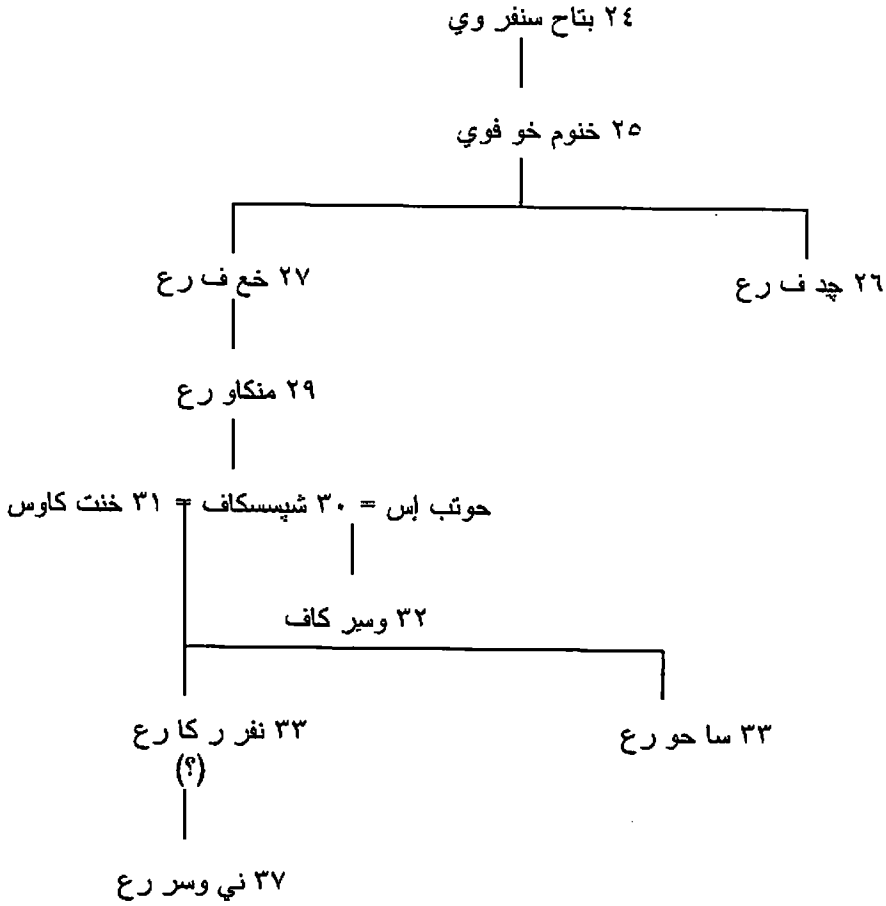 ٢٤ بتاح سنفر وي
٢٥ خنوم خو فوي
٢٦ چد ف رع
٢٧ خع ف رع
٢٩ منكاو رع
حوتب إس = ٣٠ شپسسكاف = ٣١ خنت كاوس
٣٢ وسير كاف
٣٣ سا حو رع
٣٣ نفر ر كا رع
(؟)
٣٧ ني وسر رع